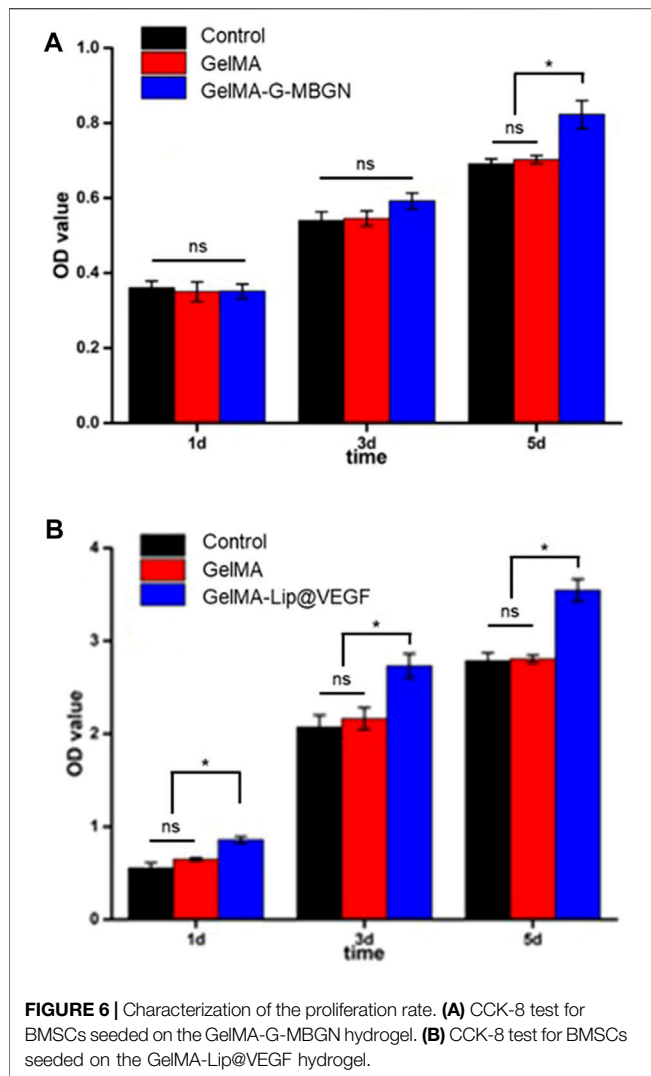 A
Control
GelMA
GelMA-G-MBGN
1.0
0.8
0.6
0.4
0.2
0.0
OD value
ns
ns
ns
*
1d
3d
5d
time
B
Control
GelMA
GelMA-Lip@VEGF
4
3
2
1
0
OD value
ns
*
ns
*
ns
*
1d
3d
5d
time
FIGURE 6 | Characterization of the proliferation rate. (A) CCK-8 test for
BMSCs seeded on the GelMA-G-MBGN hydrogel. (B) CCK-8 test for BMSCs
seeded on the GelMA-Lip@VEGF hydrogel.